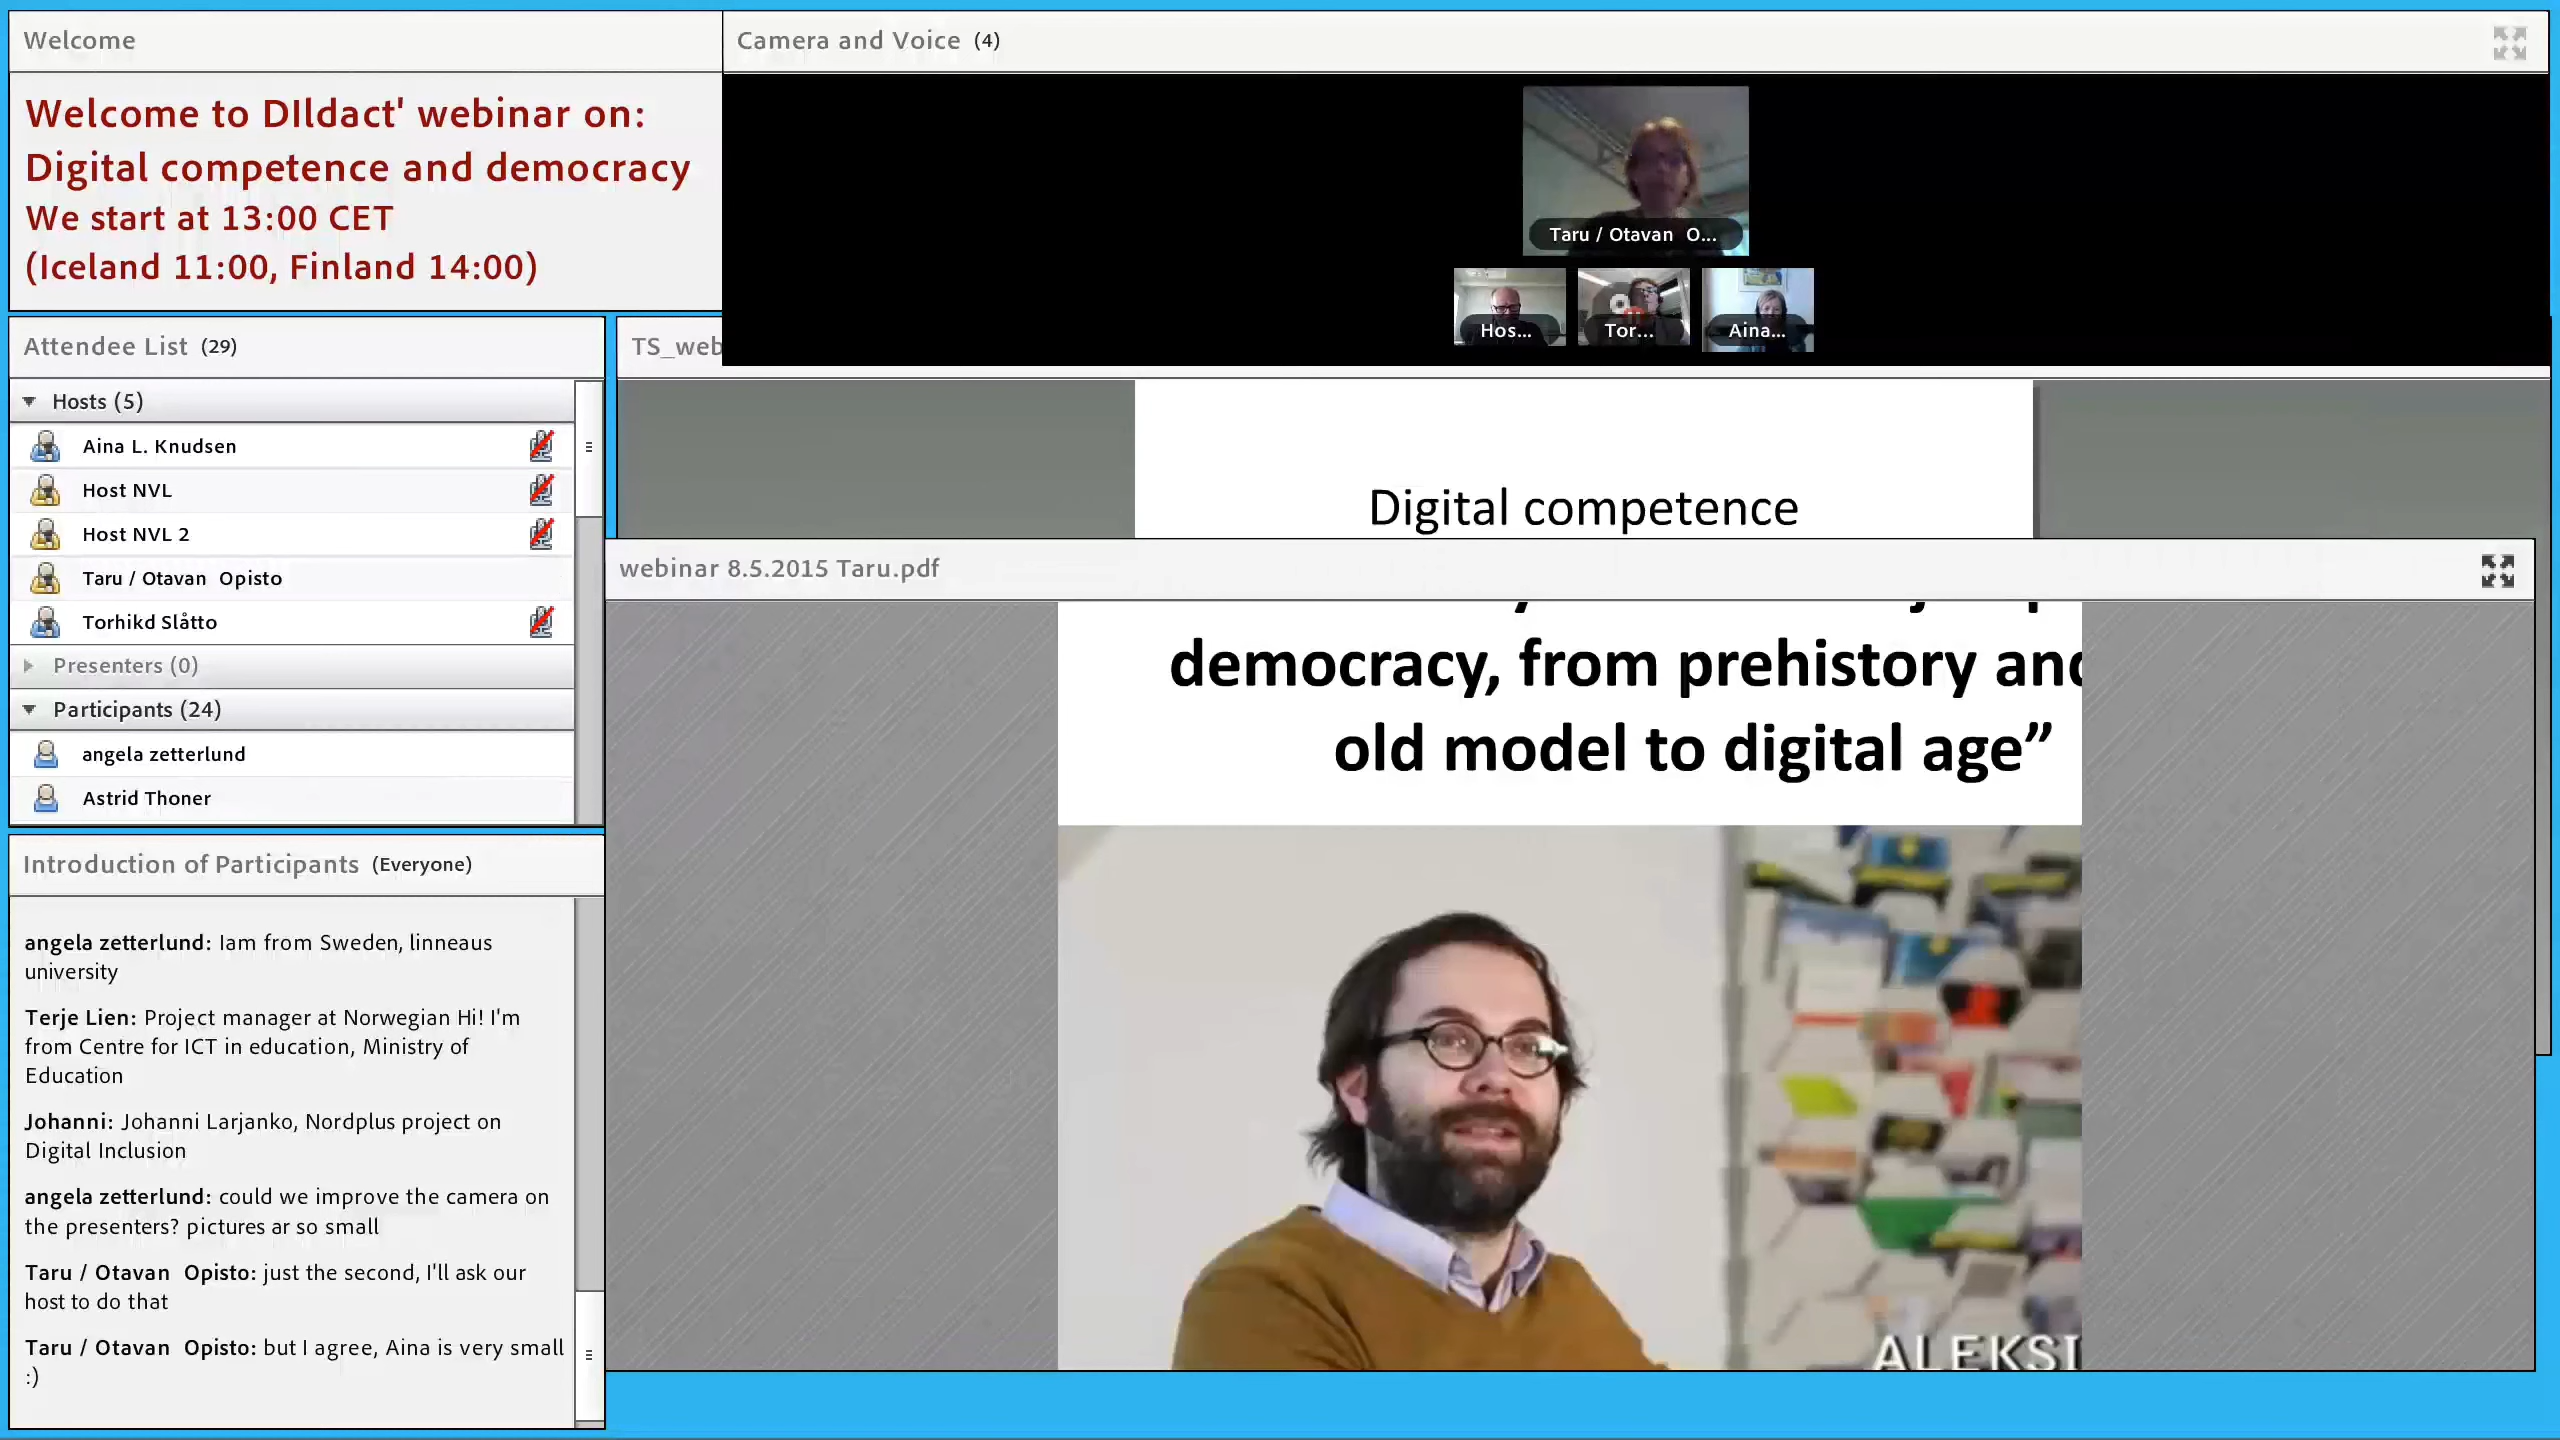 Welcome
Welcome to DIldact' webinar on:
Digital competence and democracy
We start at 13:00 CET
(Iceland 11:00, Finland 14:00)
Camera and Voice (4)
Taru / Otavan O...
Hos...
Tor...
Aina...
Attendee List (29)
Hosts (5)
Aina L. Knudsen
Host NVL
Host NVL 2
Taru / Otavan Opisto
Torhikd Slåtto
Presenters (0)
Participants (24)
angela zetterlund
Astrid Thoner
Introduction of Participants (Everyone)
angela zetterlund: Iam from Sweden, linneaus
university
Terje Lien: Project manager at Norwegian Hi! I'm
from Centre for ICT in education, Ministry of
Education
Johanni: Johanni Larjanko, Nordplus project on
Digital Inclusion
angela zetterlund: could we improve the camera on
the presenters? pictures ar so small
Taru / Otavan Opisto: just the second, I'll ask our
host to do that
Taru / Otavan Opisto: but I agree, Aina is very small
:)
TS_web
Digital competence
webinar 8.5.2015 Taru.pdf
democracy, from prehistory and
old model to digital age”
ALEKSI